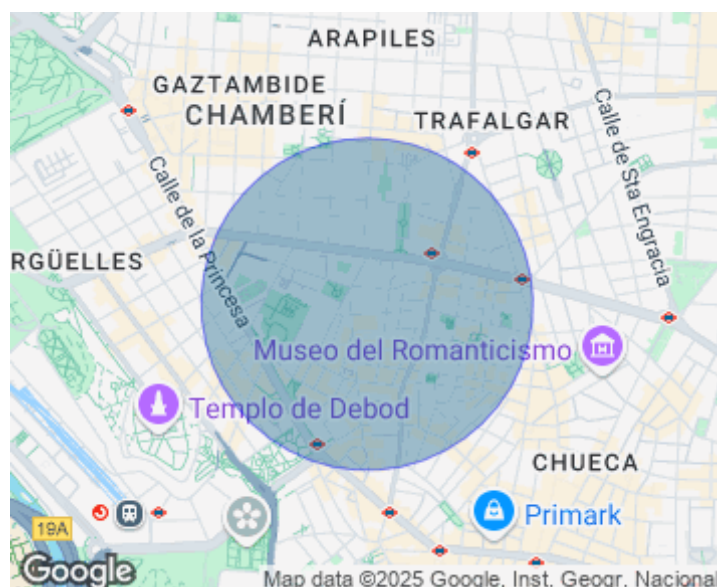 ARAPILES
GAZTAMBIDE
CHAMBERÍ
TRAFALGAR
Calle de Sta Engracia
Calle de la Princesa
RGÜELLES
Museo del Romanticismo
Templo de Debod
CHUECA
Primark
19A
Google
Map data ©2025 Google, Inst. Geogr. Nacional